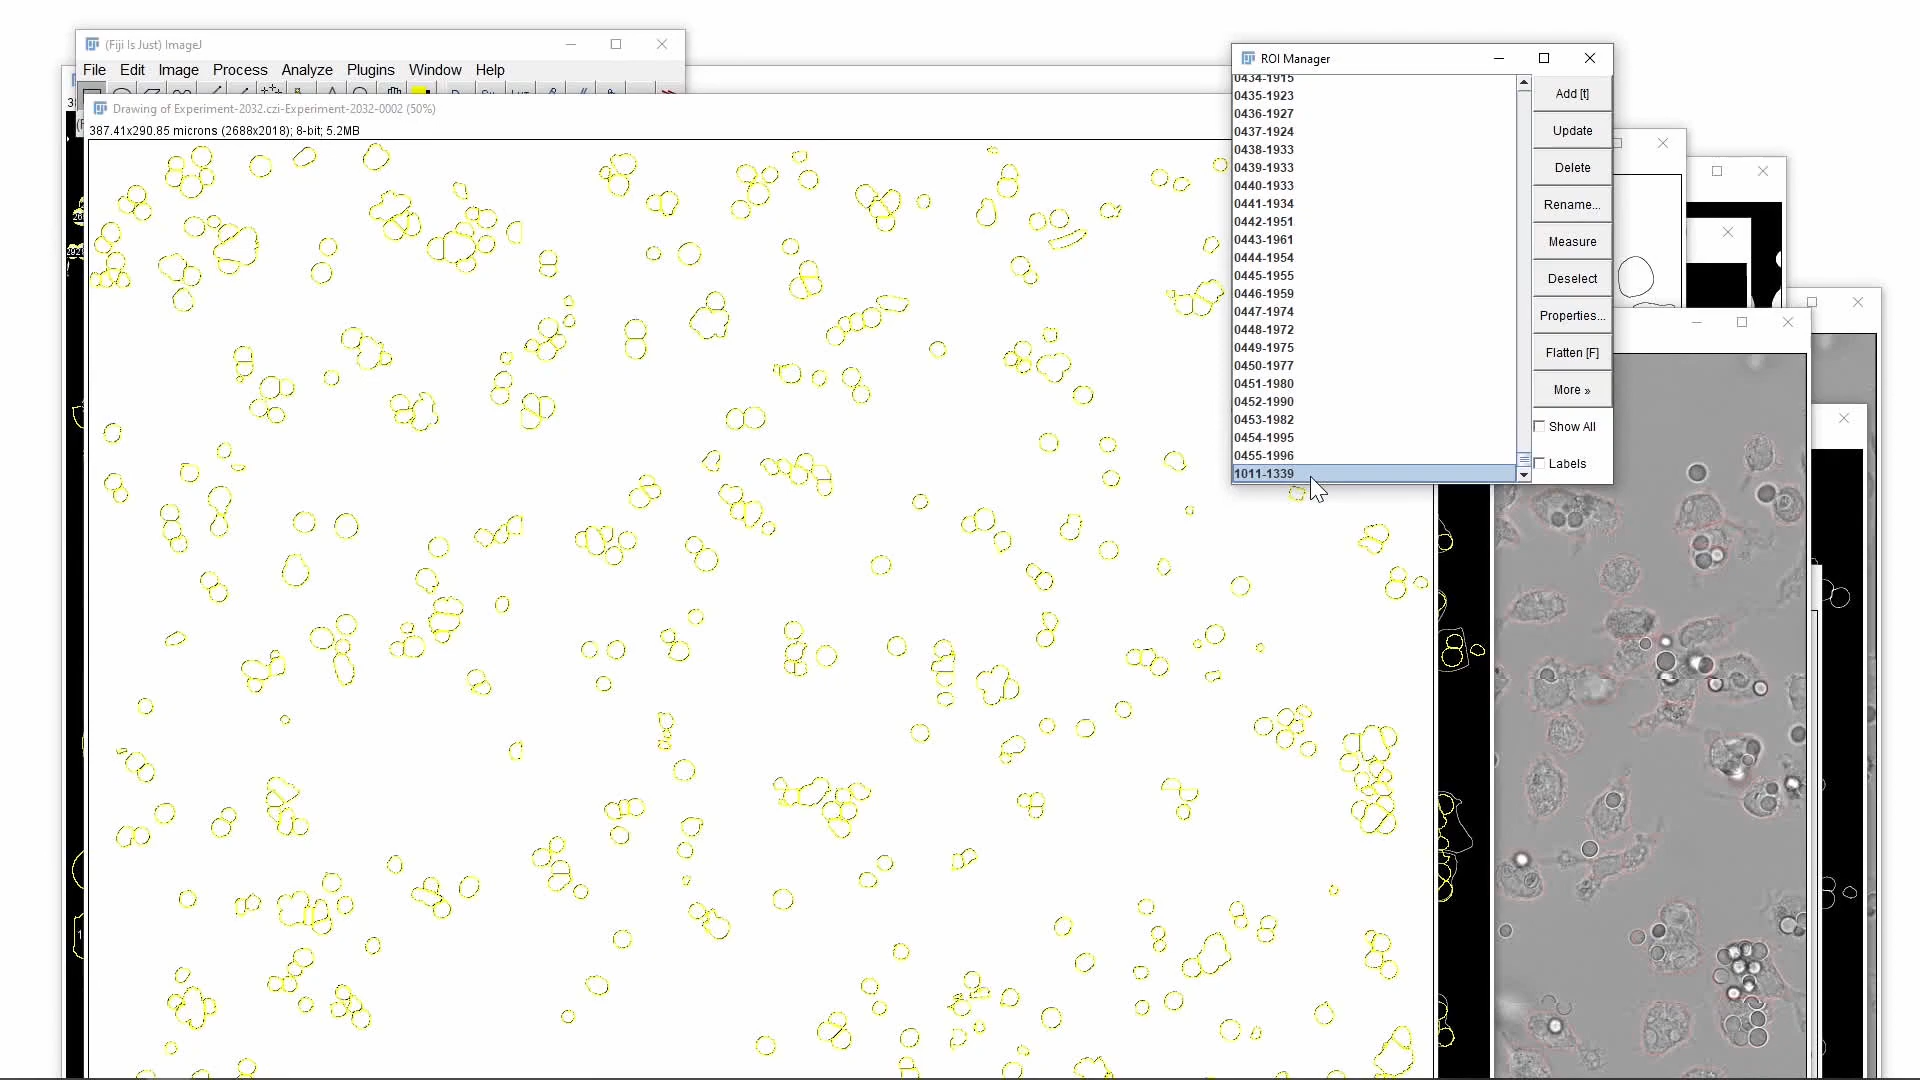 (Fiji Is Just) ImageJ
File Edit Image Process Analyze Plugins Window Help
Drawing of Experiment-2032.czi-Experiment-2032-0002 (50%)
387.41x290.85 microns (2688x2018); 8-bit; 5.2MB
ROI Manager
0434-1915
0435-1923
0436-1927
0437-1924
0438-1933
0439-1933
0440-1933
0441-1934
0442-1951
0443-1961
0444-1954
0445-1955
0446-1959
0447-1974
0448-1972
0449-1975
0450-1977
0451-1980
0452-1990
0453-1982
0454-1995
0455-1996
1011-1339
Add [t]
Update
Delete
Rename...
Measure
Deselect
Properties...
Flatten [F]
More »
Show All
Labels